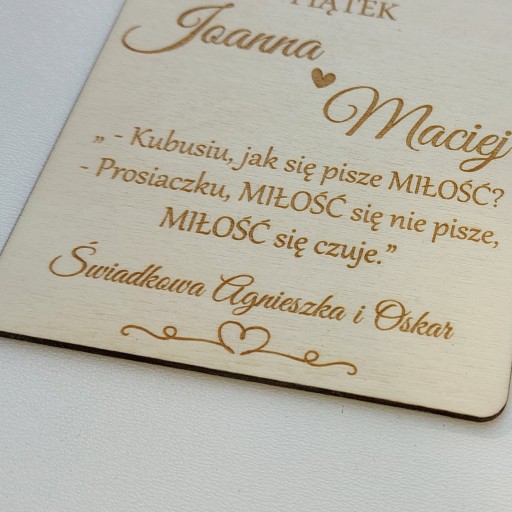 PIĄTEK
Joanna
Maciej
„ - Kubusiu, jak się pisze MIŁOŚĆ?
- Prosiaczku, MIŁOŚĆ się nie pisze,
MIŁOŚĆ się czuje.”
Świadkowa Agnieszka i Oskar